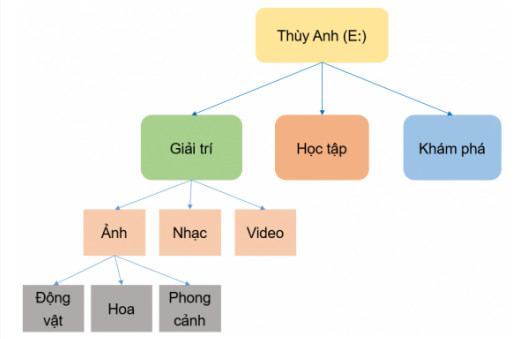 Thùy Anh (E:)
Giải trí
Học tập
Khám phá
Ảnh
Nhạc
Video
Động
vật
Hoa
Phong
cảnh